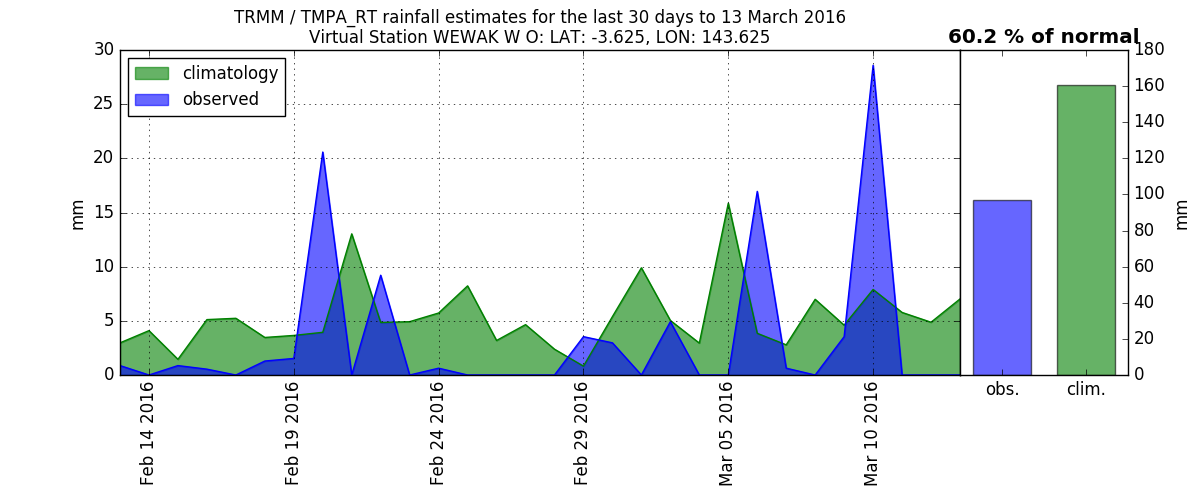 TRMM / TMPA_RT rainfall estimates for the last 30 days to 13 March 2016
Virtual Station WEWAK W O: LAT: -3.625, LON: 143.625
60.2 % of normal
climatology
observed
mm
30
25
20
15
10
5
0
Feb 14 2016
Feb 19 2016
Feb 24 2016
Feb 29 2016
Mar 05 2016
Mar 10 2016
180
160
140
120
100
80
60
40
20
0
mm
obs.
clim.